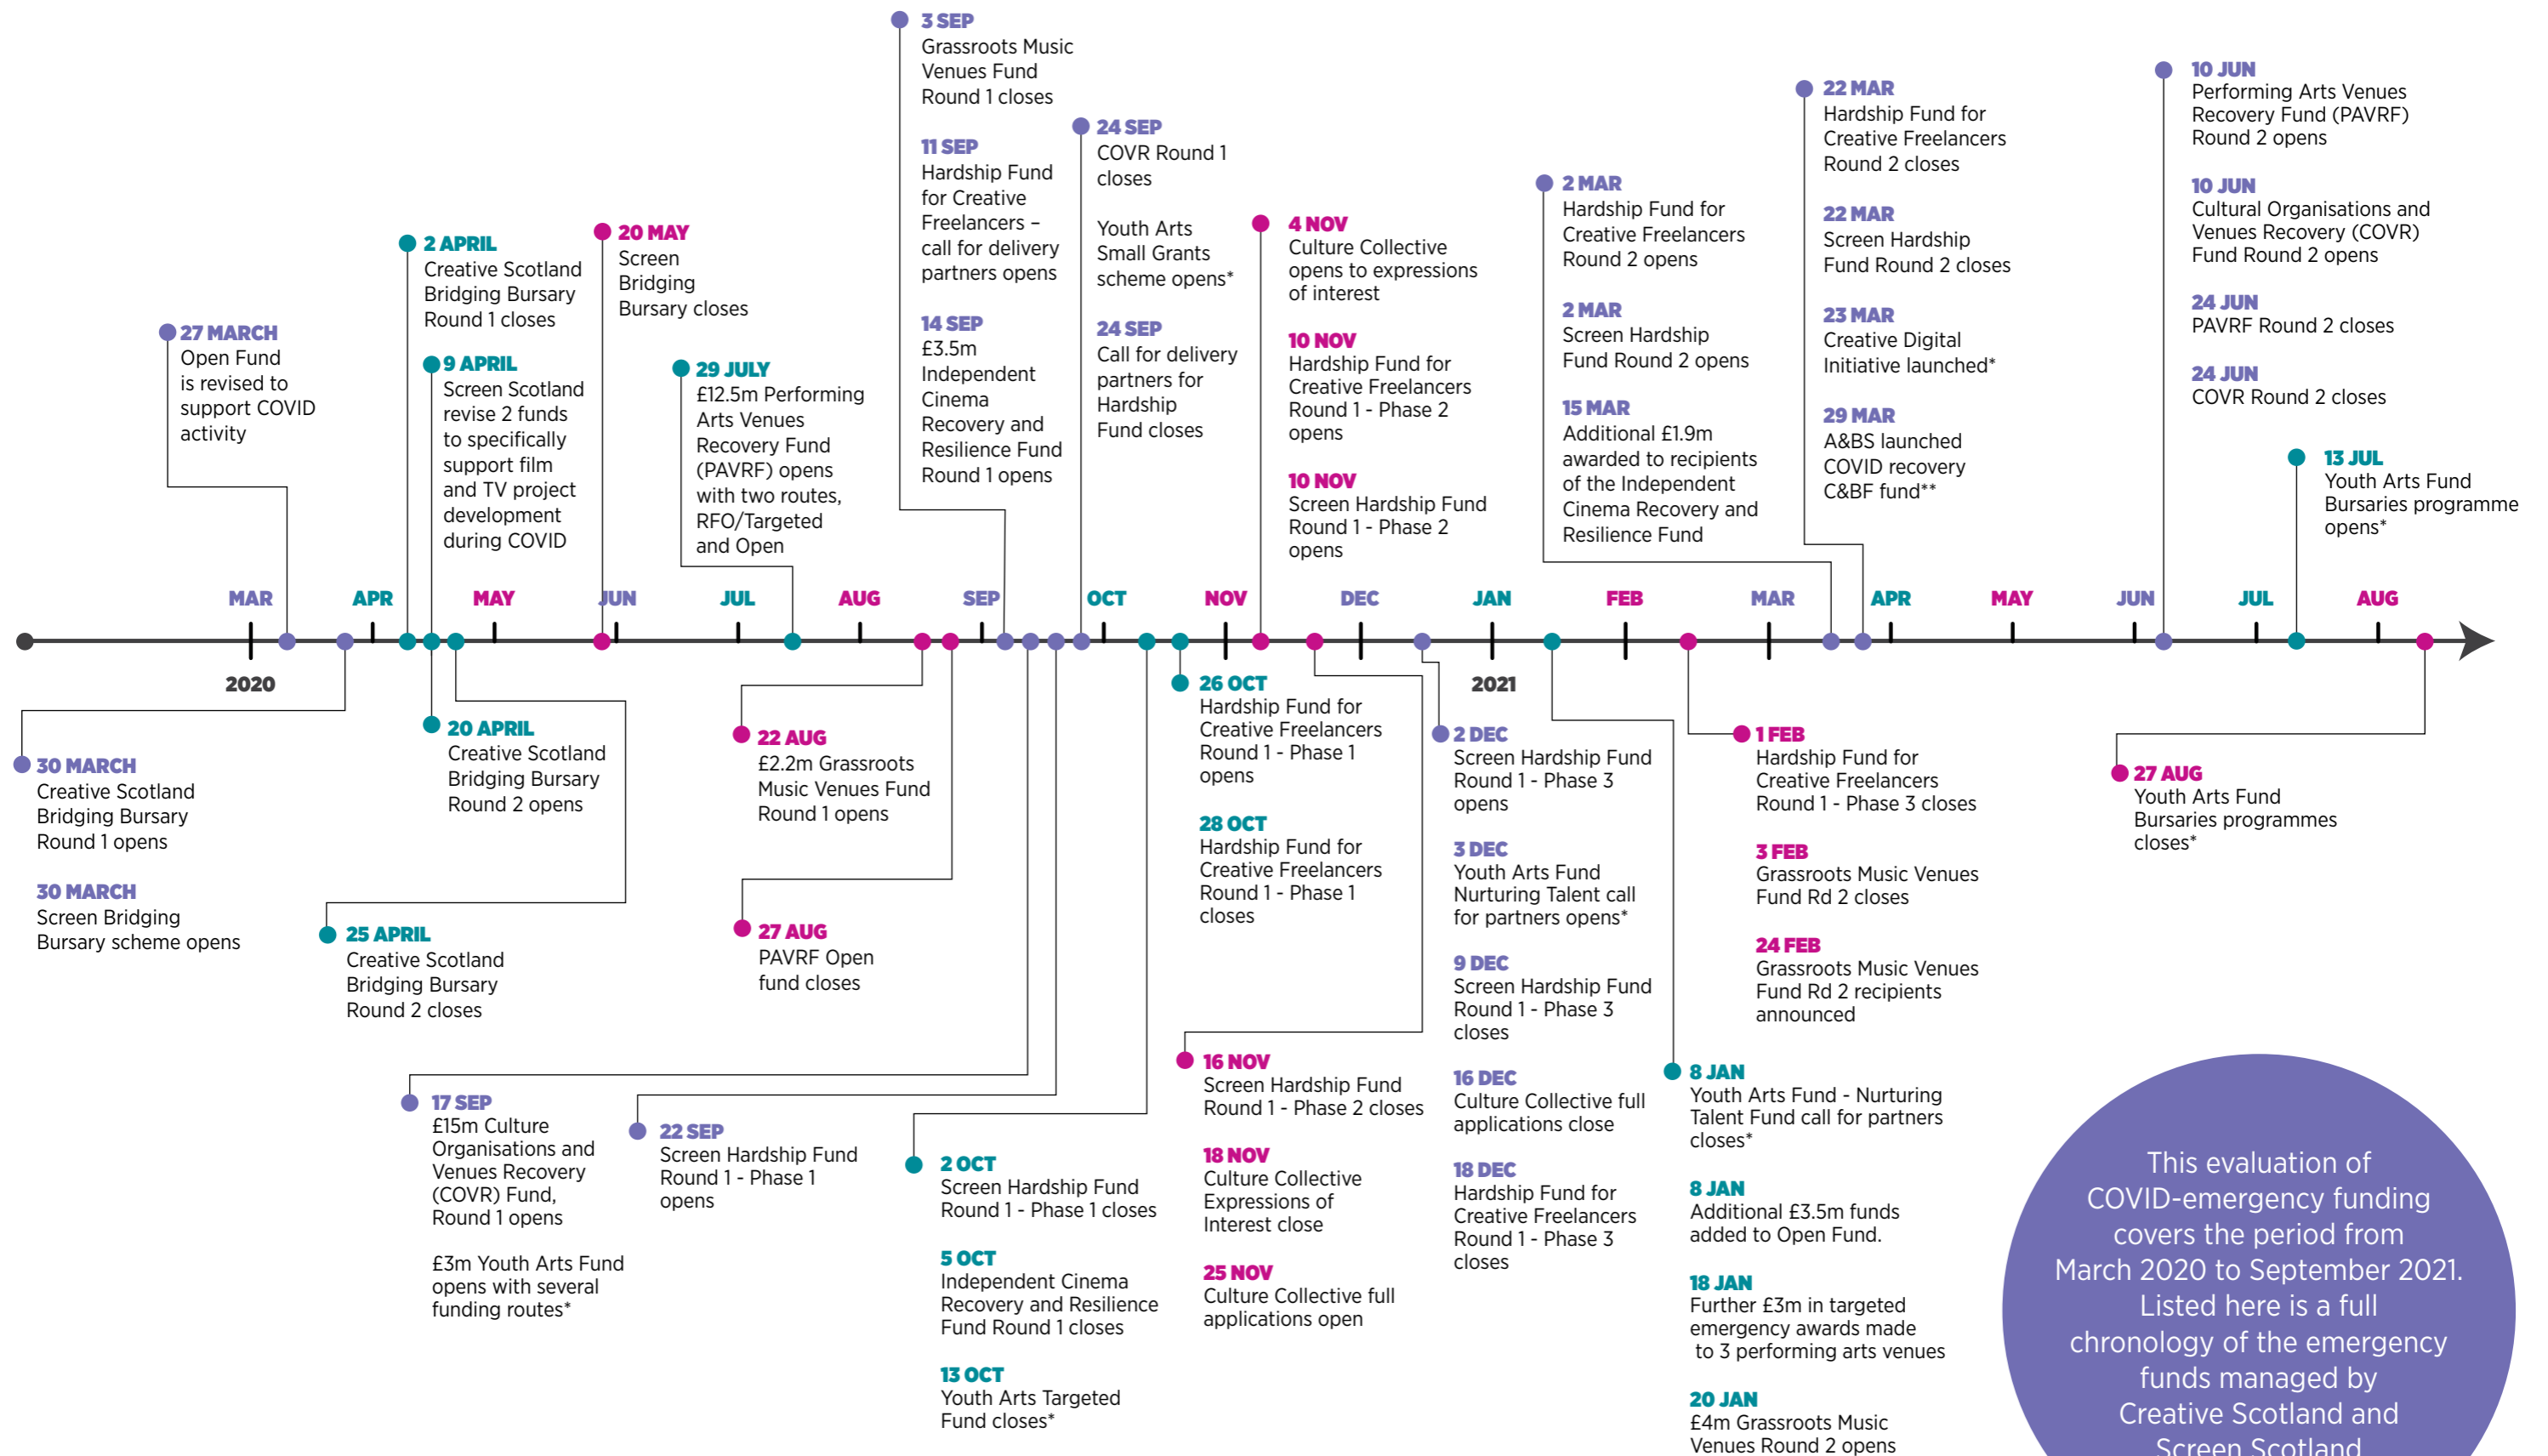 3 SEP
Grassroots Music
Venues Fund
Round 1 closes
11 SEP
Hardship Fund
for Creative
Freelancers –
call for delivery
partners opens
14 SEP
£3.5m
Independent
Cinema
Recovery and
Resilience Fund
Round 1 opens
24 SEP
COVR Round 1
closes
Youth Arts
Small Grants
scheme opens*
24 SEP
Call for delivery
partners for
Hardship
Fund closes
27 MARCH
Open Fund
is revised to
support COVID
activity
2 APRIL
Creative Scotland
Bridging Bursary
Round 1 closes
9 APRIL
Screen Scotland
revise 2 funds
to specifically
support film
and TV project
development
during COVID
20 MAY
Screen
Bridging
Bursary closes
29 JULY
£12.5m Performing
Arts Venues
Recovery Fund
(PAVRF) opens
with two routes,
RFO/Targeted
and Open
4 NOV
Culture Collective
opens to expressions
of interest
10 NOV
Hardship Fund for
Creative Freelancers
Round 1 - Phase 2
opens
10 NOV
Screen Hardship Fund
Round 1 - Phase 2
opens
2 MAR
Hardship Fund for
Creative Freelancers
Round 2 opens
2 MAR
Screen Hardship
Fund Round 2 opens
15 MAR
Additional £1.9m
awarded to recipients
of the Independent
Cinema Recovery and
Resilience Fund
22 MAR
Hardship Fund for
Creative Freelancers
Round 2 closes
22 MAR
Screen Hardship
Fund Round 2 closes
23 MAR
Creative Digital
Initiative launched*
29 MAR
A&BS launched
COVID recovery
C&BF fund**
10 JUN
Performing Arts Venues
Recovery Fund (PAVRF)
Round 2 opens
10 JUN
Cultural Organisations and
Venues Recovery (COVR)
Fund Round 2 opens
24 JUN
PAVRF Round 2 closes
24 JUN
COVR Round 2 closes
13 JUL
Youth Arts Fund
Bursaries programme
opens*
MAR APR MAY JUN JUL AUG SEP OCT NOV DEC JAN FEB MAR APR MAY JUN JUL AUG
2020 2021
30 MARCH
Creative Scotland
Bridging Bursary
Round 1 opens
30 MARCH
Screen Bridging
Bursary scheme opens
20 APRIL
Creative Scotland
Bridging Bursary
Round 2 opens
25 APRIL
Creative Scotland
Bridging Bursary
Round 2 closes
22 AUG
£2.2m Grassroots
Music Venues Fund
Round 1 opens
27 AUG
PAVRF Open
fund closes
17 SEP
£15m Culture
Organisations and
Venues Recovery
(COVR) Fund,
Round 1 opens
£3m Youth Arts Fund
opens with several
funding routes*
22 SEP
Screen Hardship Fund
Round 1 - Phase 1
opens
2 OCT
Screen Hardship Fund
Round 1 - Phase 1 closes
5 OCT
Independent Cinema
Recovery and Resilience
Fund Round 1 closes
13 OCT
Youth Arts Targeted
Fund closes*
26 OCT
Hardship Fund for
Creative Freelancers
Round 1 - Phase 1
opens
28 OCT
Hardship Fund for
Creative Freelancers
Round 1 - Phase 1
closes
16 NOV
Screen Hardship Fund
Round 1 - Phase 2 closes
18 NOV
Culture Collective
Expressions of
Interest close
25 NOV
Culture Collective full
applications open
2 DEC
Screen Hardship Fund
Round 1 - Phase 3
opens
3 DEC
Youth Arts Fund
Nurturing Talent call
for partners opens*
9 DEC
Screen Hardship Fund
Round 1 - Phase 3
closes
16 DEC
Culture Collective full
applications close
18 DEC
Hardship Fund for
Creative Freelancers
Round 1 - Phase 3
closes
8 JAN
Youth Arts Fund - Nurturing
Talent Fund call for partners
closes*
8 JAN
Additional £3.5m funds
added to Open Fund.
18 JAN
Further £3m in targeted
emergency awards made
to 3 performing arts venues
20 JAN
£4m Grassroots Music
Venues Round 2 opens
1 FEB
Hardship Fund for
Creative Freelancers
Round 1 - Phase 3 closes
3 FEB
Grassroots Music Venues
Fund Rd 2 closes
24 FEB
Grassroots Music Venues
Fund Rd 2 recipients
announced
27 AUG
Youth Arts Fund
Bursaries programmes
closes*
This evaluation of
COVID-emergency funding
covers the period from
March 2020 to September 2021.
Listed here is a full
chronology of the emergency
funds managed by
Creative Scotland and
Screen Scotland